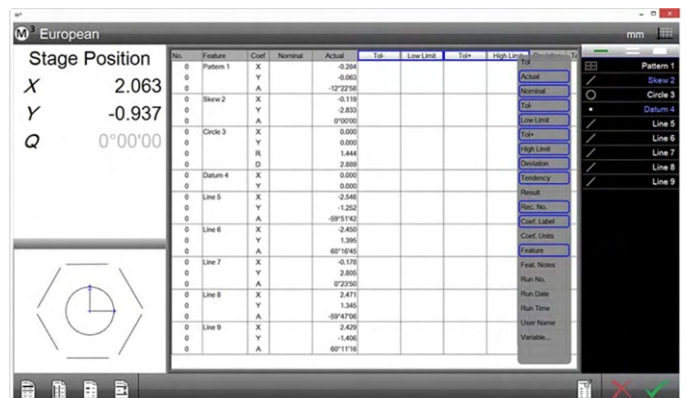 M³ European
mm
Stage Position
X 2.063
Y -0.937
Q 0°00'00
No. Feature Coef Nominal Actual Tol- Low Limit Tol+ High Limit
0 Pattern 1 X -0.284
0 Y -0.063
0 A -12°22'58
0 Skew 2 X -0.119
0 Y -2.833
0 A 0°00'00
0 Circle 3 X 0.000
0 Y 0.000
0 R 1.444
0 D 2.889
0 Datum 4 X 0.000
0 Y 0.000
0 Line 5 X -2.546
0 Y -1.252
0 A -59°51'42
0 Line 6 X -2.450
0 Y 1.395
0 A 60°16'45
0 Line 7 X -0.178
0 Y 2.805
0 A 0°23'50
0 Line 8 X 2.471
0 Y 1.345
0 A -59°47'06
0 Line 9 X 2.429
0 Y -1.406
0 A 60°11'16
Tol
Actual
Nominal
Tol-
Low Limit
Tol+
High Limit
Deviation
Tendency
Result
Rec. No.
Coef. Label
Coef. Units
Feature
Feat. Notes
Run No.
Run Date
Run Time
User Name
Variable...
Pattern 1
Skew 2
Circle 3
Datum 4
Line 5
Line 6
Line 7
Line 8
Line 9